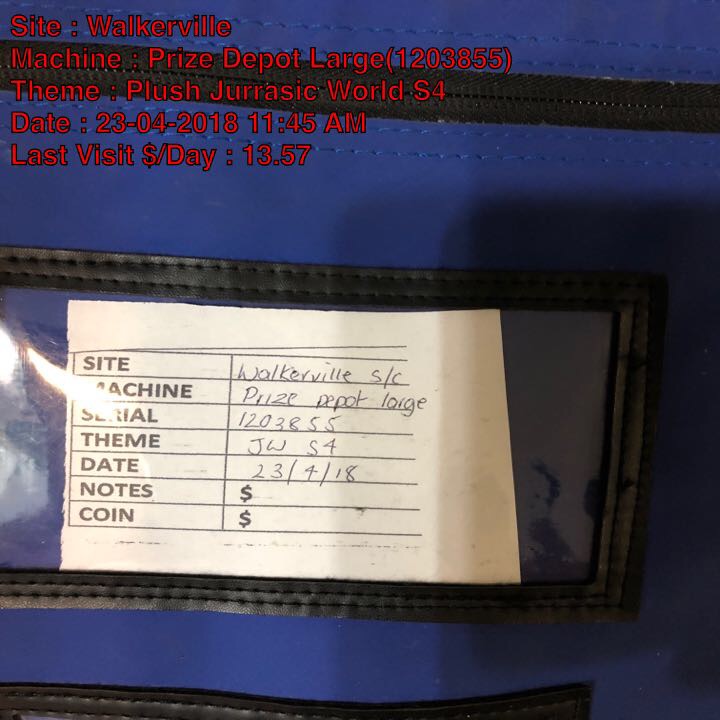 Site : Walkerville
Machine : Prize Depot Large(1203855)
Theme : Plush Jurrasic World S4
Date : 23-04-2018 11:45 AM
Last Visit $/Day : 13.57
SITE Walkerville S/C
MACHINE Prize Depot large
SERIAL 1203855
THEME JW S4
DATE 23/4/18
NOTES $
COIN $